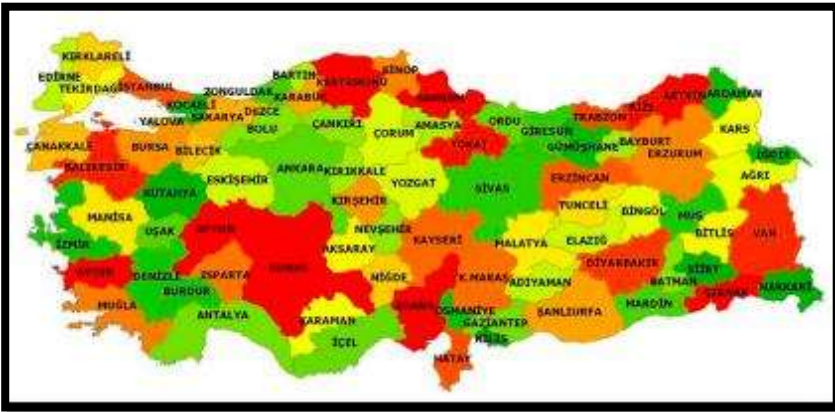 KIRKLARELİ
EDİRNE
TEKİRDAĞ
İSTANBUL
KOCAELİ
YALOVA
SAKARYA
DÜZCE
ZONGULDAK
BARTIN
KARABÜK
KASTAMONU
SİNOP
SAMSUN
BOLU
ÇANKIRI
ÇORUM
AMASYA
TOKAT
ORDU
GİRESUN
TRABZON
RİZE
ARTVİN
ARDAHAN
KARS
IĞDIR
AĞRI
GÜMÜŞHANE
BAYBURT
ERZURUM
ERZİNCAN
ÇANAKKALE
BALIKESİR
BURSA
BİLECİK
ESKİŞEHİR
KÜTAHYA
ANKARA
KIRIKKALE
YOZGAT
SİVAS
KIRŞEHİR
NEVŞEHİR
KAYSERİ
MALATYA
ELAZIĞ
TUNCELİ
BİNGÖL
MUŞ
BİTLİS
VAN
MANİSA
İZMİR
UŞAK
AFYON
AKSARAY
KONYA
NİĞDE
AYDIN
DENİZLE
ISPARTA
BURDUR
MUĞLA
ANTALYA
KARAMAN
İÇEL
ADANA
OSMANİYE
K.MARAŞ
ADIYAMAN
GAZİANTEP
KİLİS
HATAY
ŞANLIURFA
DİYARBAKIR
BATMAN
SİİRT
MARDİN
ŞIRNAK
HAKKARİ